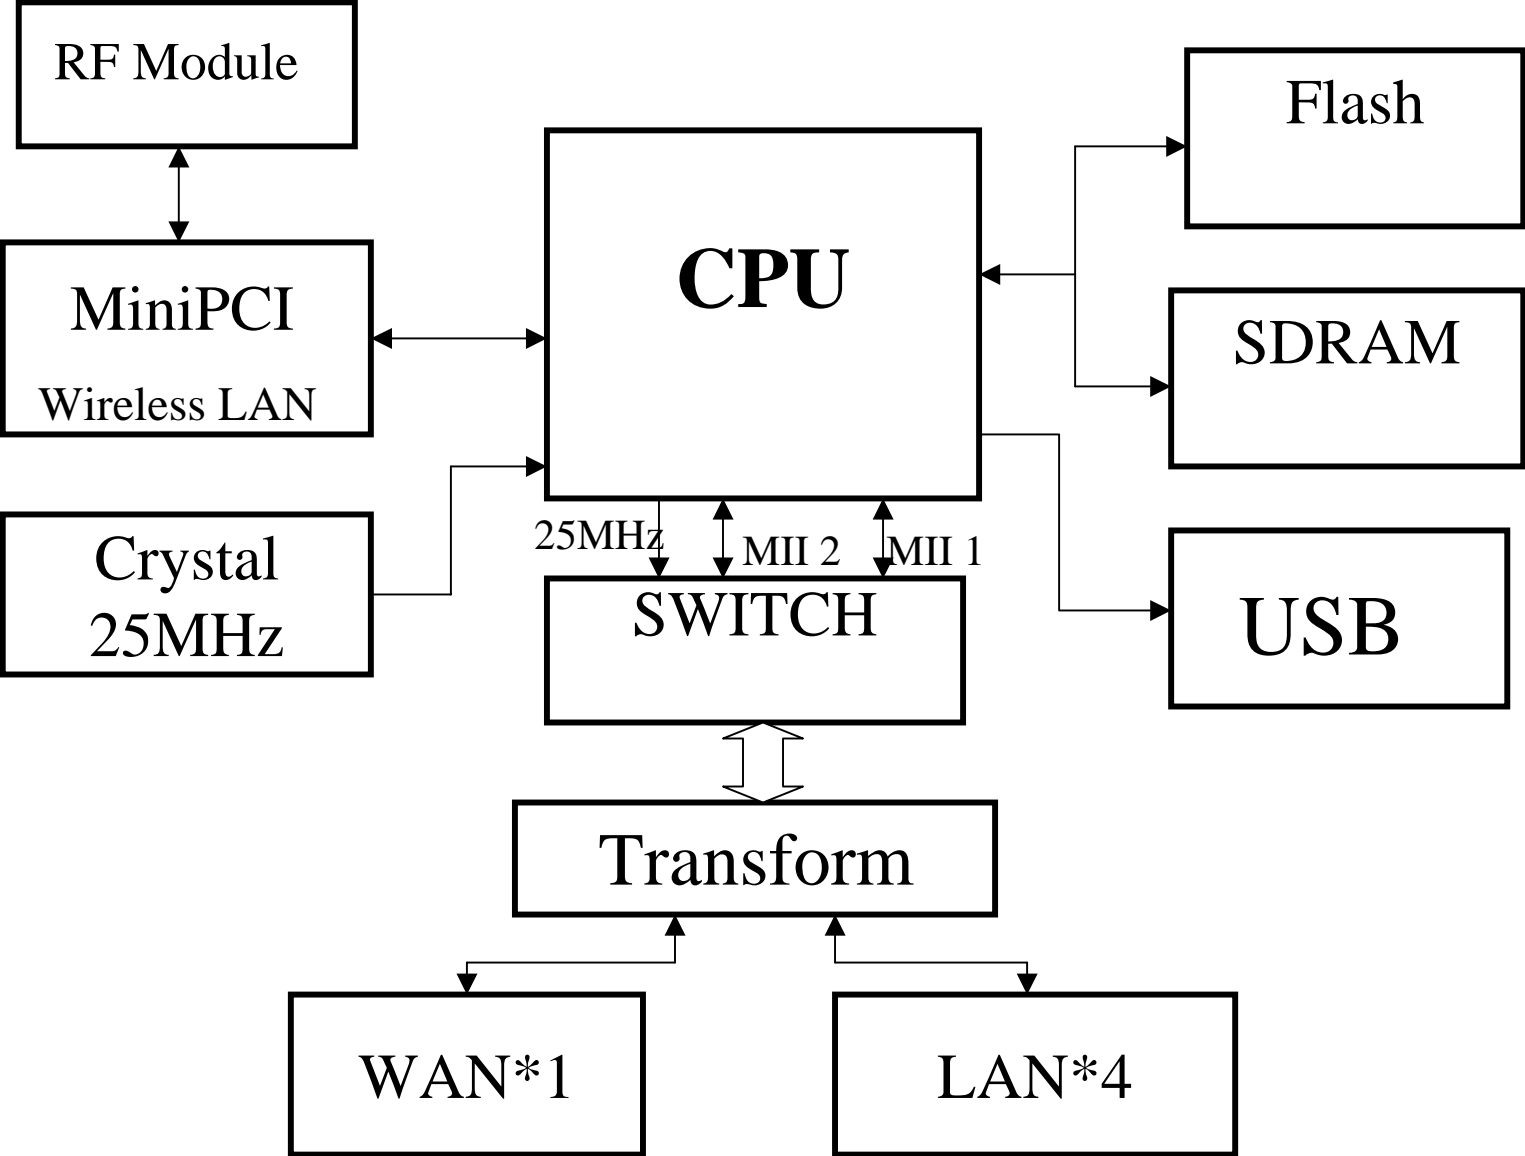 RF Module
Flash
CPU
MiniPCI
Wireless LAN
SDRAM
Crystal
25MHz
25MHz
MII 2
MII 1
SWITCH
USB
Transform
WAN*1
LAN*4